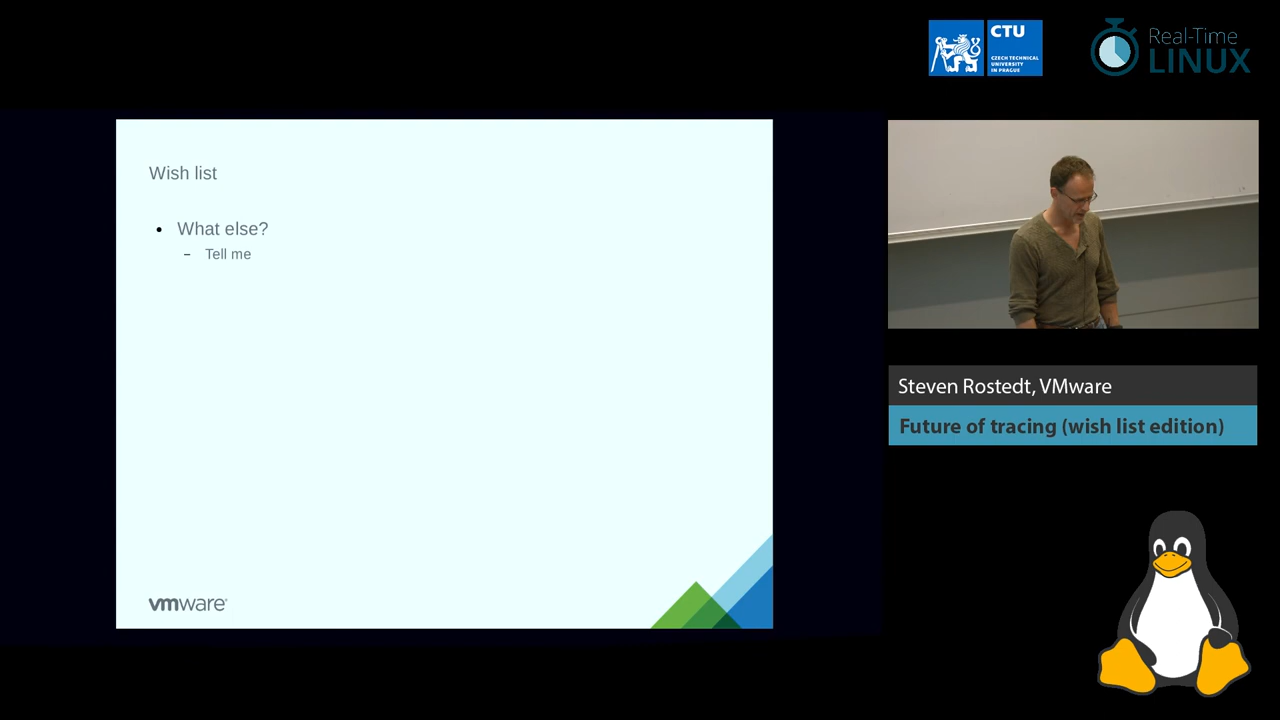 CTU
CZECH TECHNICAL
UNIVERSITY
IN PRAGUE
Real-Time
LINUX
Wish list
• What else?
– Tell me
vmware
Steven Rostedt, VMware
Future of tracing (wish list edition)